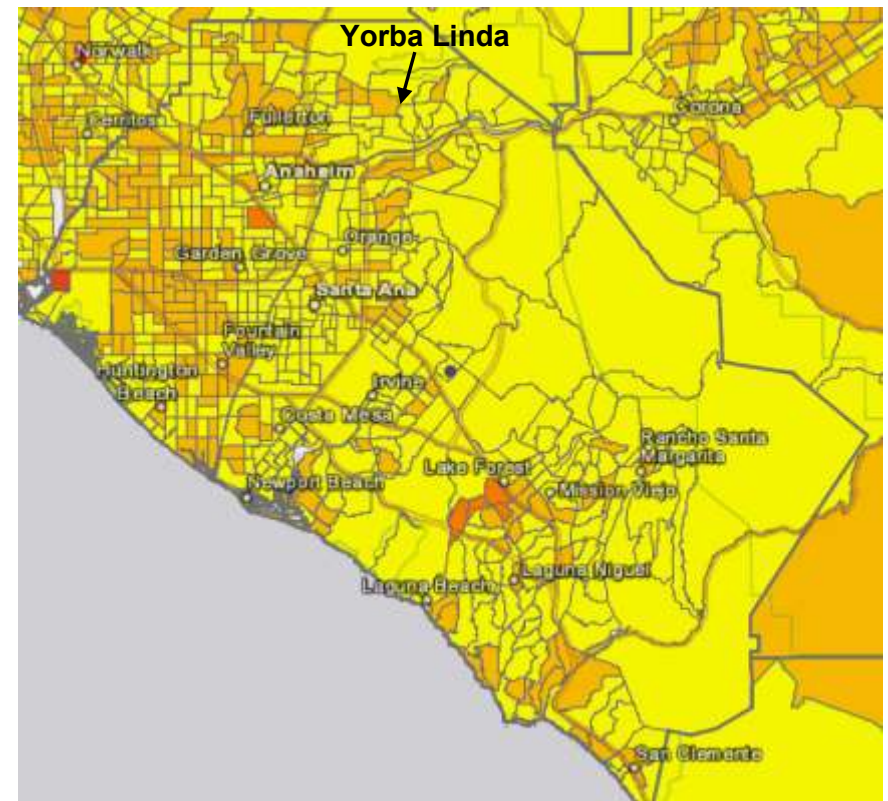 Yorba Linda
Norwalk
Cerritos
Fullerton
Corona
Anaheim
Garden Grove
Orange
Santa Ana
Fountain
Valley
Huntington
Beach
Irvine
Costa Mesa
Rancho Santa
Margarita
Lake Forest
Newport Beach
Mission Viejo
Laguna Beach
Laguna Niguel
San Clemente